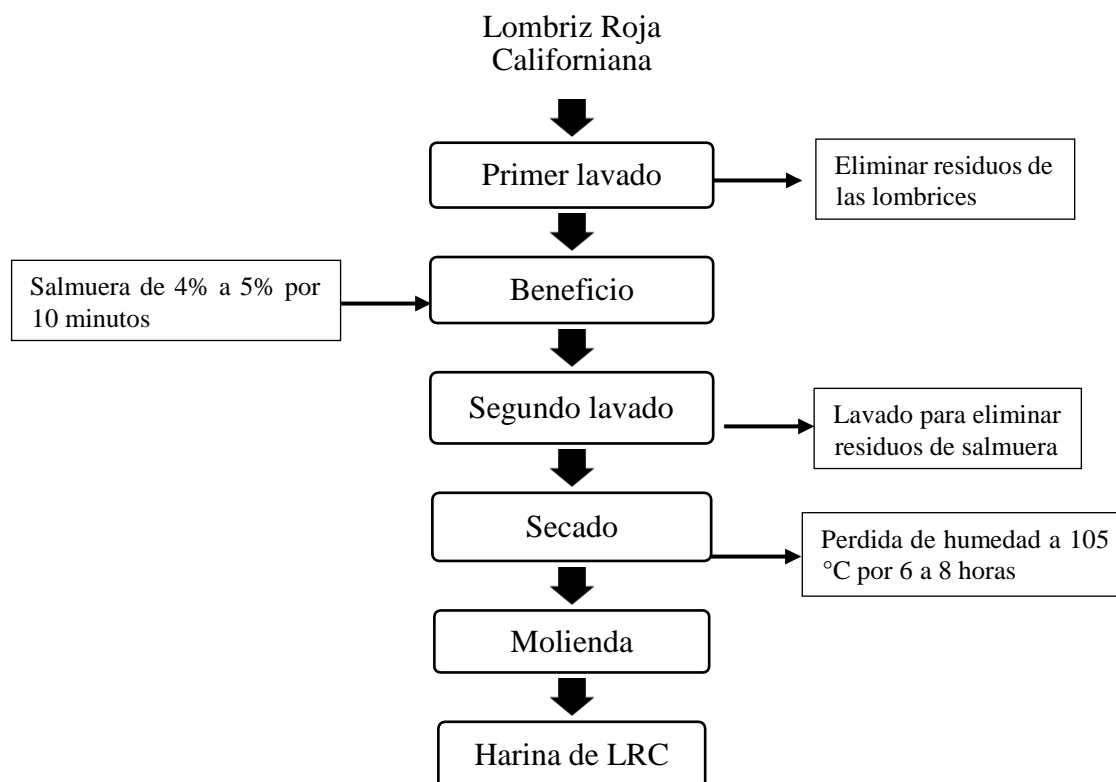 Lombriz Roja
Californiana
Primer lavado
Eliminar residuos de
las lombrices
Salmuera de 4% a 5% por
10 minutos
Beneficio
Segundo lavado
Lavado para eliminar
residuos de salmuera
Secado
Perdida de humedad a 105
°C por 6 a 8 horas
Molienda
Harina de LRC